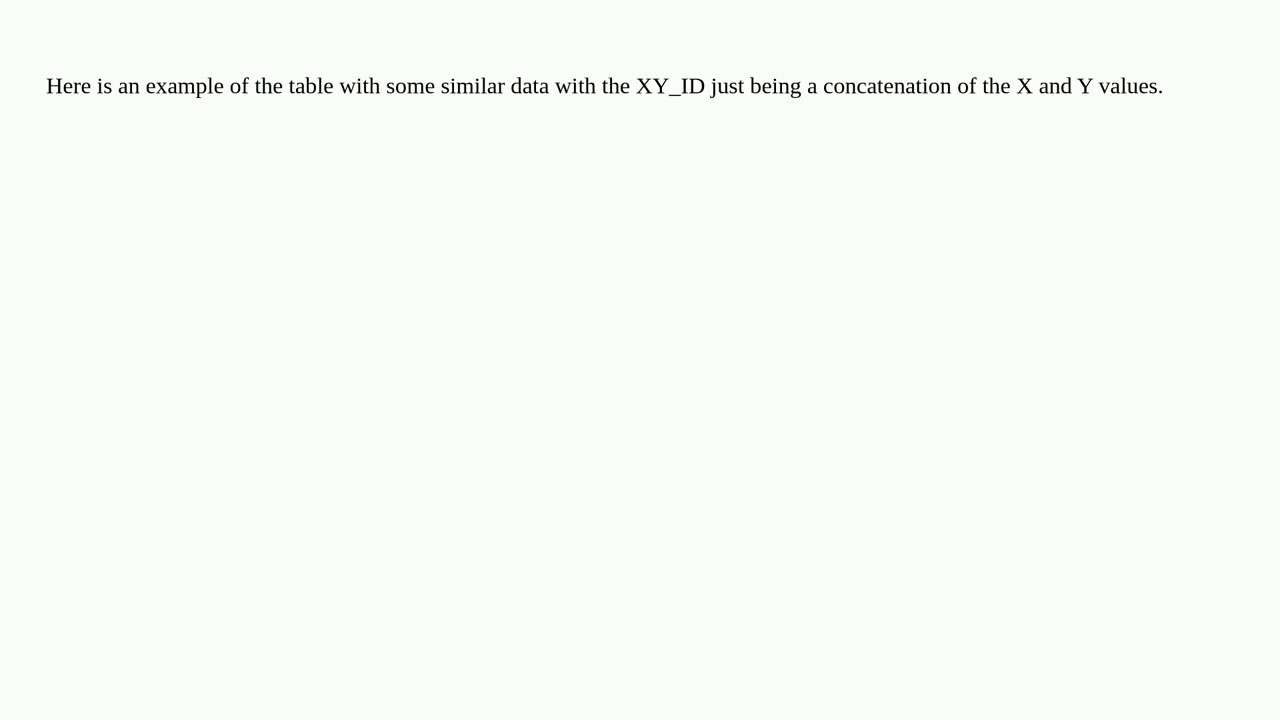 Here is an example of the table with some similar data with the XY_ID just being a concatenation of the X and Y values.